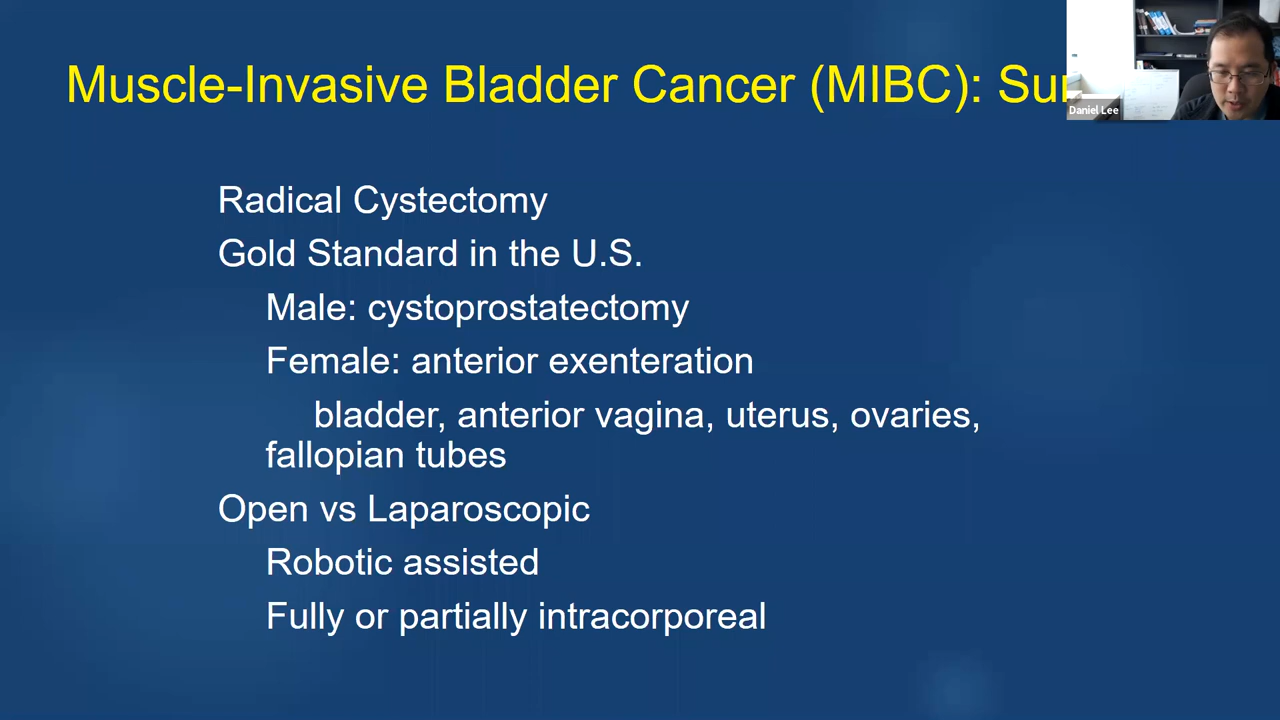 Muscle-Invasive Bladder Cancer (MIBC):
Daniel Lee
Radical Cystectomy
Gold Standard in the U.S.
Male: cystoprostatectomy
Female: anterior exenteration
bladder, anterior vagina, uterus, ovaries,
fallopian tubes
Open vs Laparoscopic
Robotic assisted
Fully or partially intracorporeal